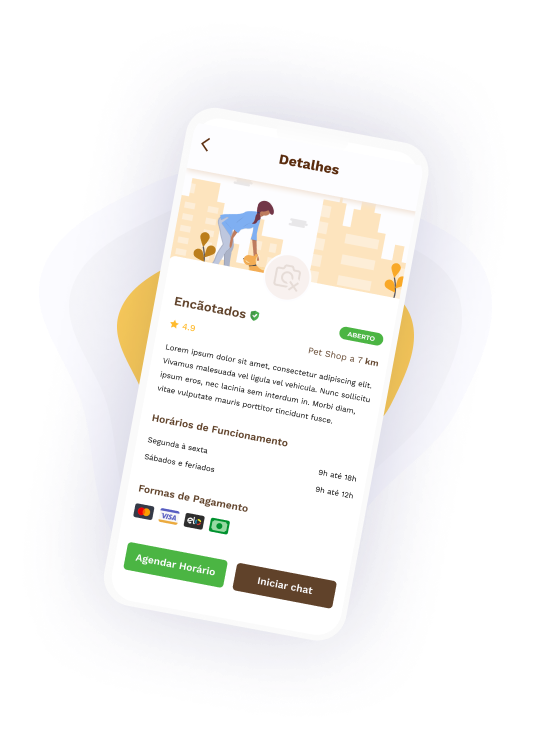 Detalhes
Encãotados
4.9
ABERTO
Pet Shop a 7 km
Lorem ipsum dolor sit amet, consectetur adipiscing elit.
Vivamus malesuada vel ligula vel vehicula. Nunc sollicitu
ipsum eros, nec lacinia sem interdum in. Morbi diam,
vitae vulputate mauris porttitor tincidunt fusce.
Horários de Funcionamento
Segunda à sexta 9h até 18h
Sábados e feriados 9h até 12h
Formas de Pagamento
VISA elo
Agendar Horário Iniciar chat